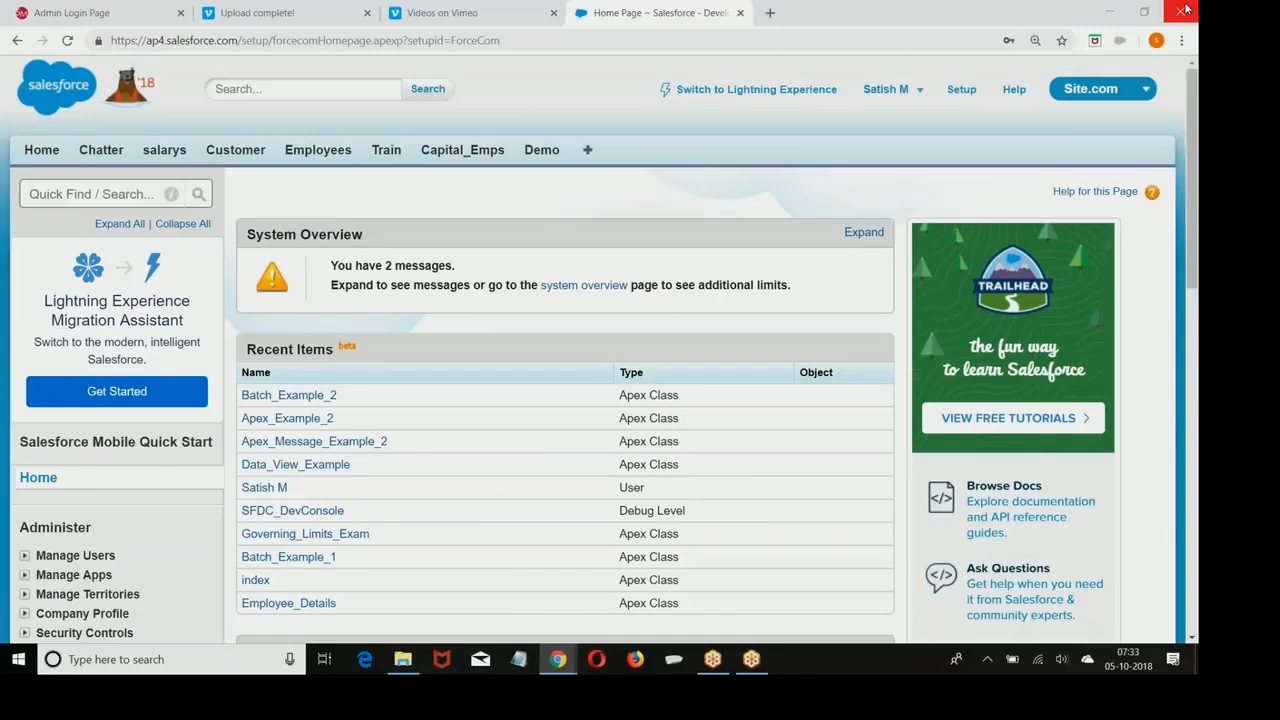 Admin Login Page
Upload complete!
Videos on Vimeo
Home Page ~ Salesforce - Devel
https://ap4.salesforce.com/setup/forcecomHomepage.apexp?setupid=ForceCom
S
salesforce
'18
Search...
Search
Switch to Lightning Experience
Satish M
Setup
Help
Site.com
Home
Chatter
salarys
Customer
Employees
Train
Capital_Emps
Demo
Quick Find / Search...
Expand All | Collapse All
Lightning Experience
Migration Assistant
Switch to the modern, intelligent
Salesforce.
Get Started
Salesforce Mobile Quick Start
Home
Administer
Manage Users
Manage Apps
Manage Territories
Company Profile
Security Controls
Help for this Page
System Overview
Expand
You have 2 messages.
Expand to see messages or go to the system overview page to see additional limits.
Recent Items beta
Name Type Object
Batch_Example_2 Apex Class
Apex_Example_2 Apex Class
Apex_Message_Example_2 Apex Class
Data_View_Example Apex Class
Satish M User
SFDC_DevConsole Debug Level
Governing_Limits_Exam Apex Class
Batch_Example_1 Apex Class
index Apex Class
Employee_Details Apex Class
TRAILHEAD
the fun way
to learn Salesforce
VIEW FREE TUTORIALS
Browse Docs
Explore documentation
and API reference
guides.
Ask Questions
Get help when you need
it from Salesforce &
community experts.
Type here to search
07:33
05-10-2018